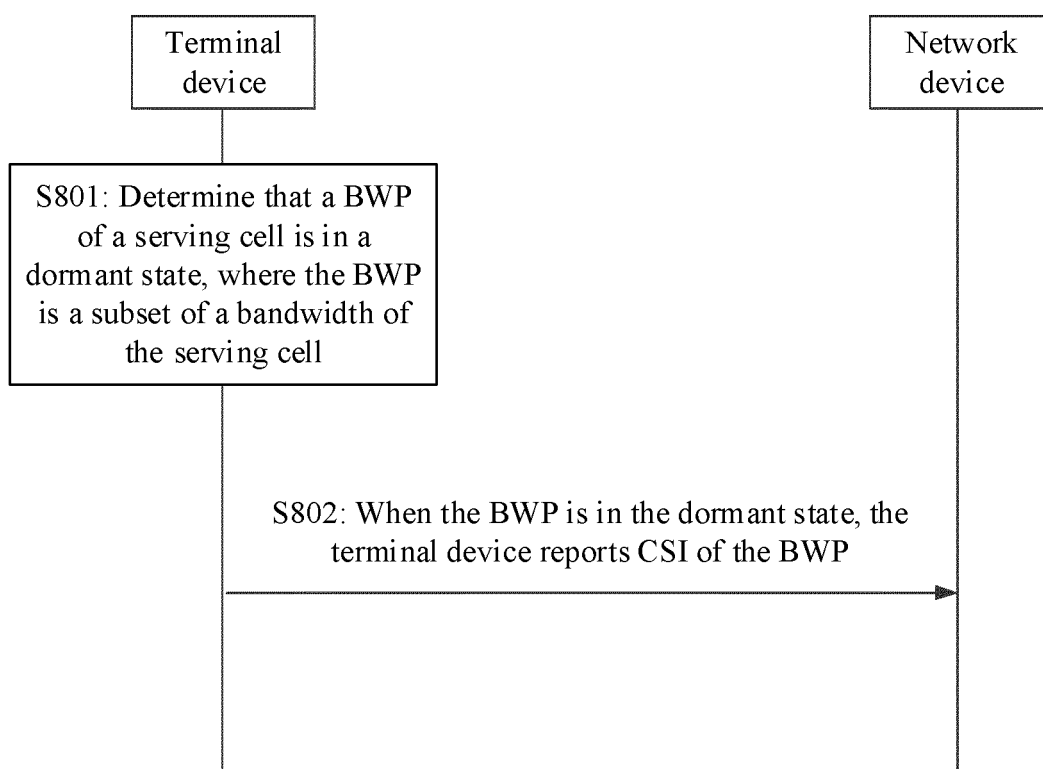 Terminal
device
Network
device
S801: Determine that a BWP
of a serving cell is in a
dormant state, where the BWP
is a subset of a bandwidth of
the serving cell
S802: When the BWP is in the dormant state, the
terminal device reports CSI of the BWP